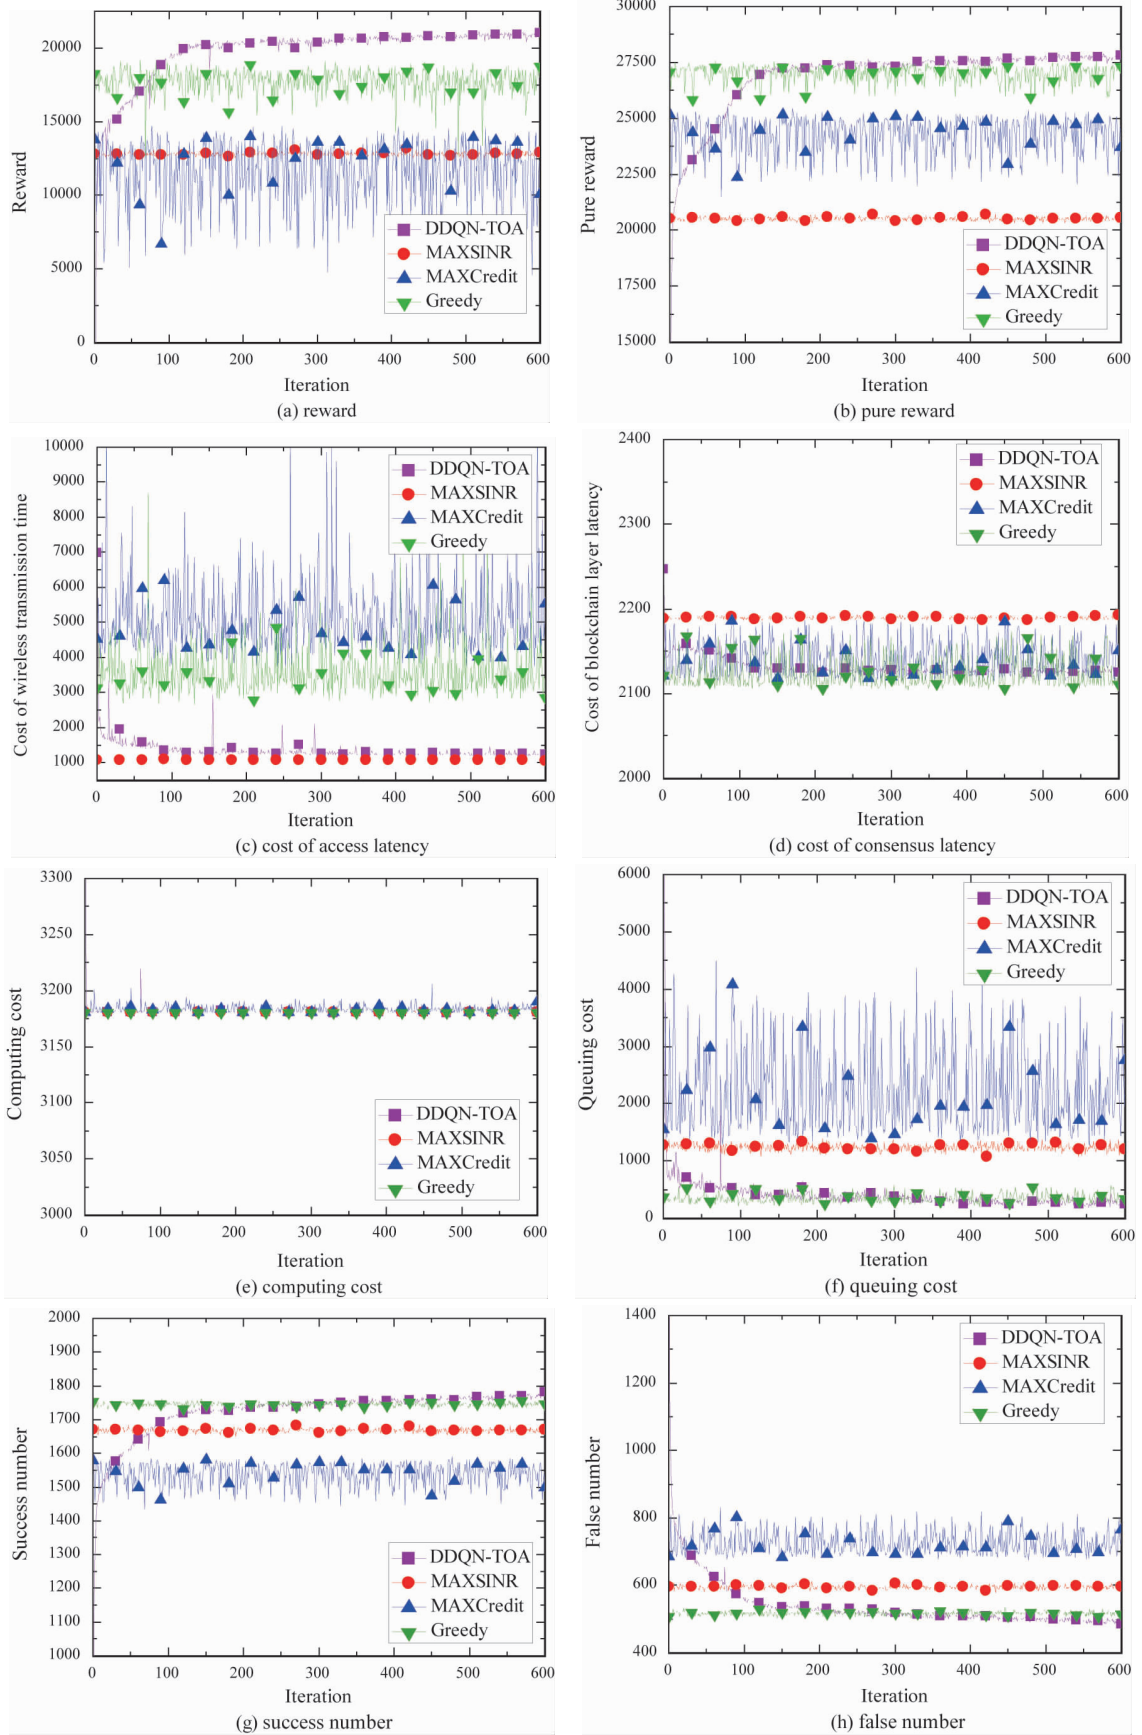 20000
15000
10000
5000
0
Reward
DDQN-TOA
MAXSINR
MAXCredit
Greedy
0 100 200 300 400 500 600
Iteration
(a) reward
30000
27500
25000
22500
20000
17500
15000
Pure reward
DDQN-TOA
MAXSINR
MAXCredit
Greedy
0 100 200 300 400 500 600
Iteration
(b) pure reward
10000
9000
8000
7000
6000
5000
4000
3000
2000
1000
Cost of wireless transmission time
DDQN-TOA
MAXSINR
MAXCredit
Greedy
0 100 200 300 400 500 600
Iteration
(c) cost of access latency
2400
2300
2200
2100
2000
Cost of blockchain layer latency
DDQN-TOA
MAXSINR
MAXCredit
Greedy
0 100 200 300 400 500 600
Iteration
(d) cost of consensus latency
3300
3250
3200
3150
3100
3050
3000
Computing cost
DDQN-TOA
MAXSINR
MAXCredit
Greedy
0 100 200 300 400 500 600
Iteration
(e) computing cost
6000
5000
4000
3000
2000
1000
0
Queuing cost
DDQN-TOA
MAXSINR
MAXCredit
Greedy
0 100 200 300 400 500 600
Iteration
(f) queuing cost
2000
1900
1800
1700
1600
1500
1400
1300
1200
1100
1000
Success number
DDQN-TOA
MAXSINR
MAXCredit
Greedy
0 100 200 300 400 500 600
Iteration
(g) success number
1400
1200
1000
800
600
400
False number
DDQN-TOA
MAXSINR
MAXCredit
Greedy
0 100 200 300 400 500 600
Iteration
(h) false number